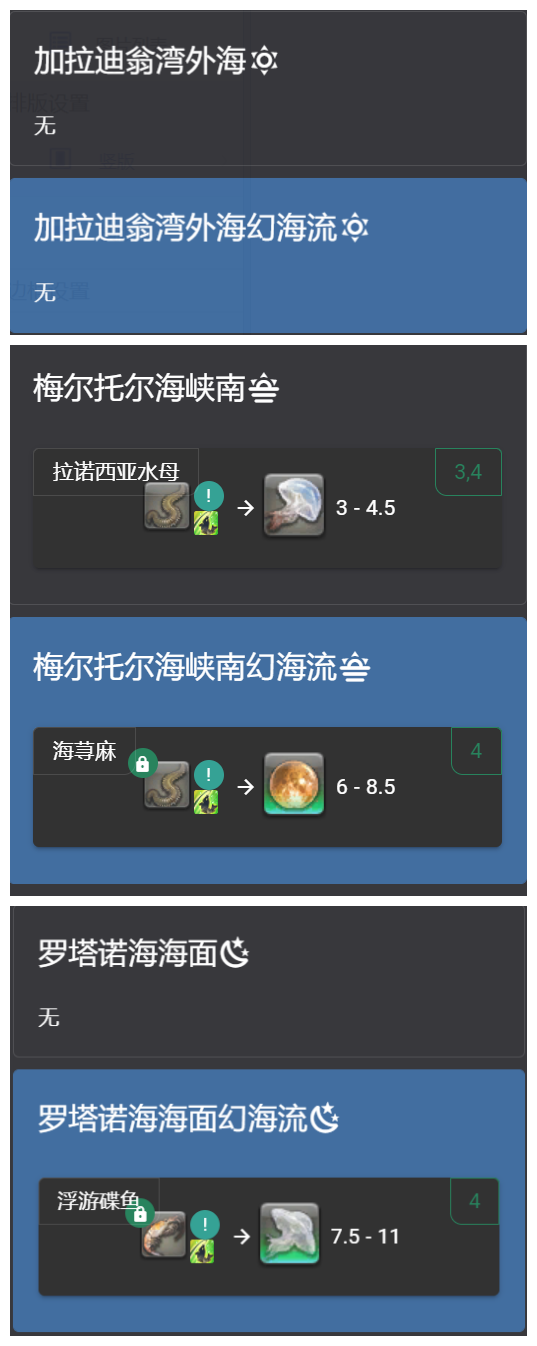 加拉迪翁湾外海
无
加拉迪翁湾外海幻海流
无
梅尔托尔海峡南
拉诺西亚水母
3,4
!
3 - 4.5
梅尔托尔海峡南幻海流
海荨麻
4
!
6 - 8.5
罗塔诺海海面
无
罗塔诺海海面幻海流
浮游碟鱼
4
!
7.5 - 11